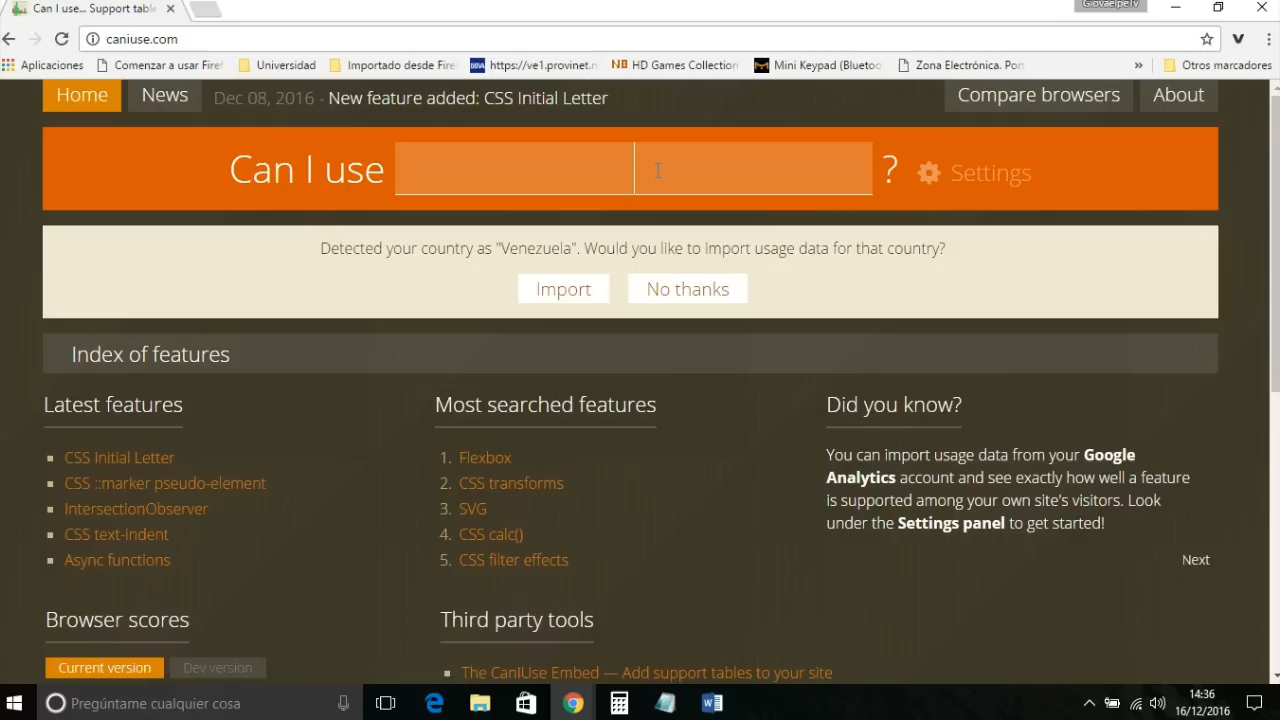 Can I use... Support table
GiovaelpeTv
caniuse.com
Aplicaciones
Comenzar a usar Firef
Universidad
Importado desde Firef
BBVA
https://ve1.provinet.n
HD Games Collection
Mini Keypad (Bluetoo
Zona Electrónica. Port
»
Otros marcadores
Home
News
Dec 08, 2016 - New feature added: CSS Initial Letter
Compare browsers
About
Can I use
?
Settings
Detected your country as "Venezuela". Would you like to import usage data for that country?
Import
No thanks
Index of features
Latest features
CSS Initial Letter
CSS ::marker pseudo-element
IntersectionObserver
CSS text-indent
Async functions
Most searched features
1. Flexbox
2. CSS transforms
3. SVG
4. CSS calc()
5. CSS filter effects
Did you know?
You can import usage data from your Google
Analytics account and see exactly how well a feature
is supported among your own site's visitors. Look
under the Settings panel to get started!
Next
Browser scores
Current version
Dev version
Third party tools
The CanIUse Embed — Add support tables to your site
Pregúntame cualquier cosa
14:36
16/12/2016